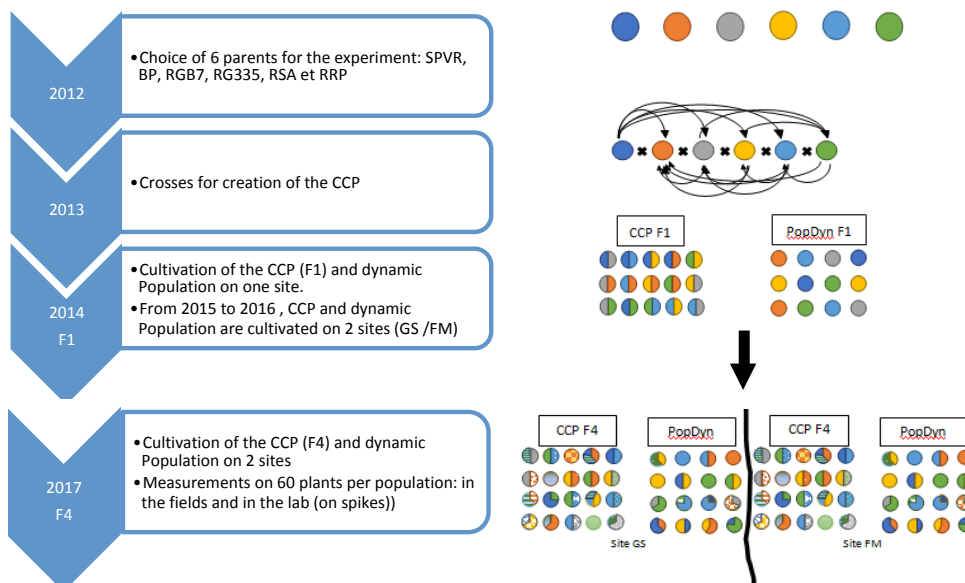 2012
•Choice of 6 parents for the experiment: SPVR,
BP, RGB7, RG335, RSA et RRP
2013
•Crosses for creation of the CCP
CCP F1
PopDyn F1
2014
F1
•Cultivation of the CCP (F1) and dynamic
Population on one site.
•From 2015 to 2016 , CCP and dynamic
Population are cultivated on 2 sites (GS /FM)
2017
F4
•Cultivation of the CCP (F4) and dynamic
Population on 2 sites
•Measurements on 60 plants per population: in
the fields and in the lab (on spikes))
CCP F4
PopDyn
CCP F4
PopDyn
Site GS
Site FM